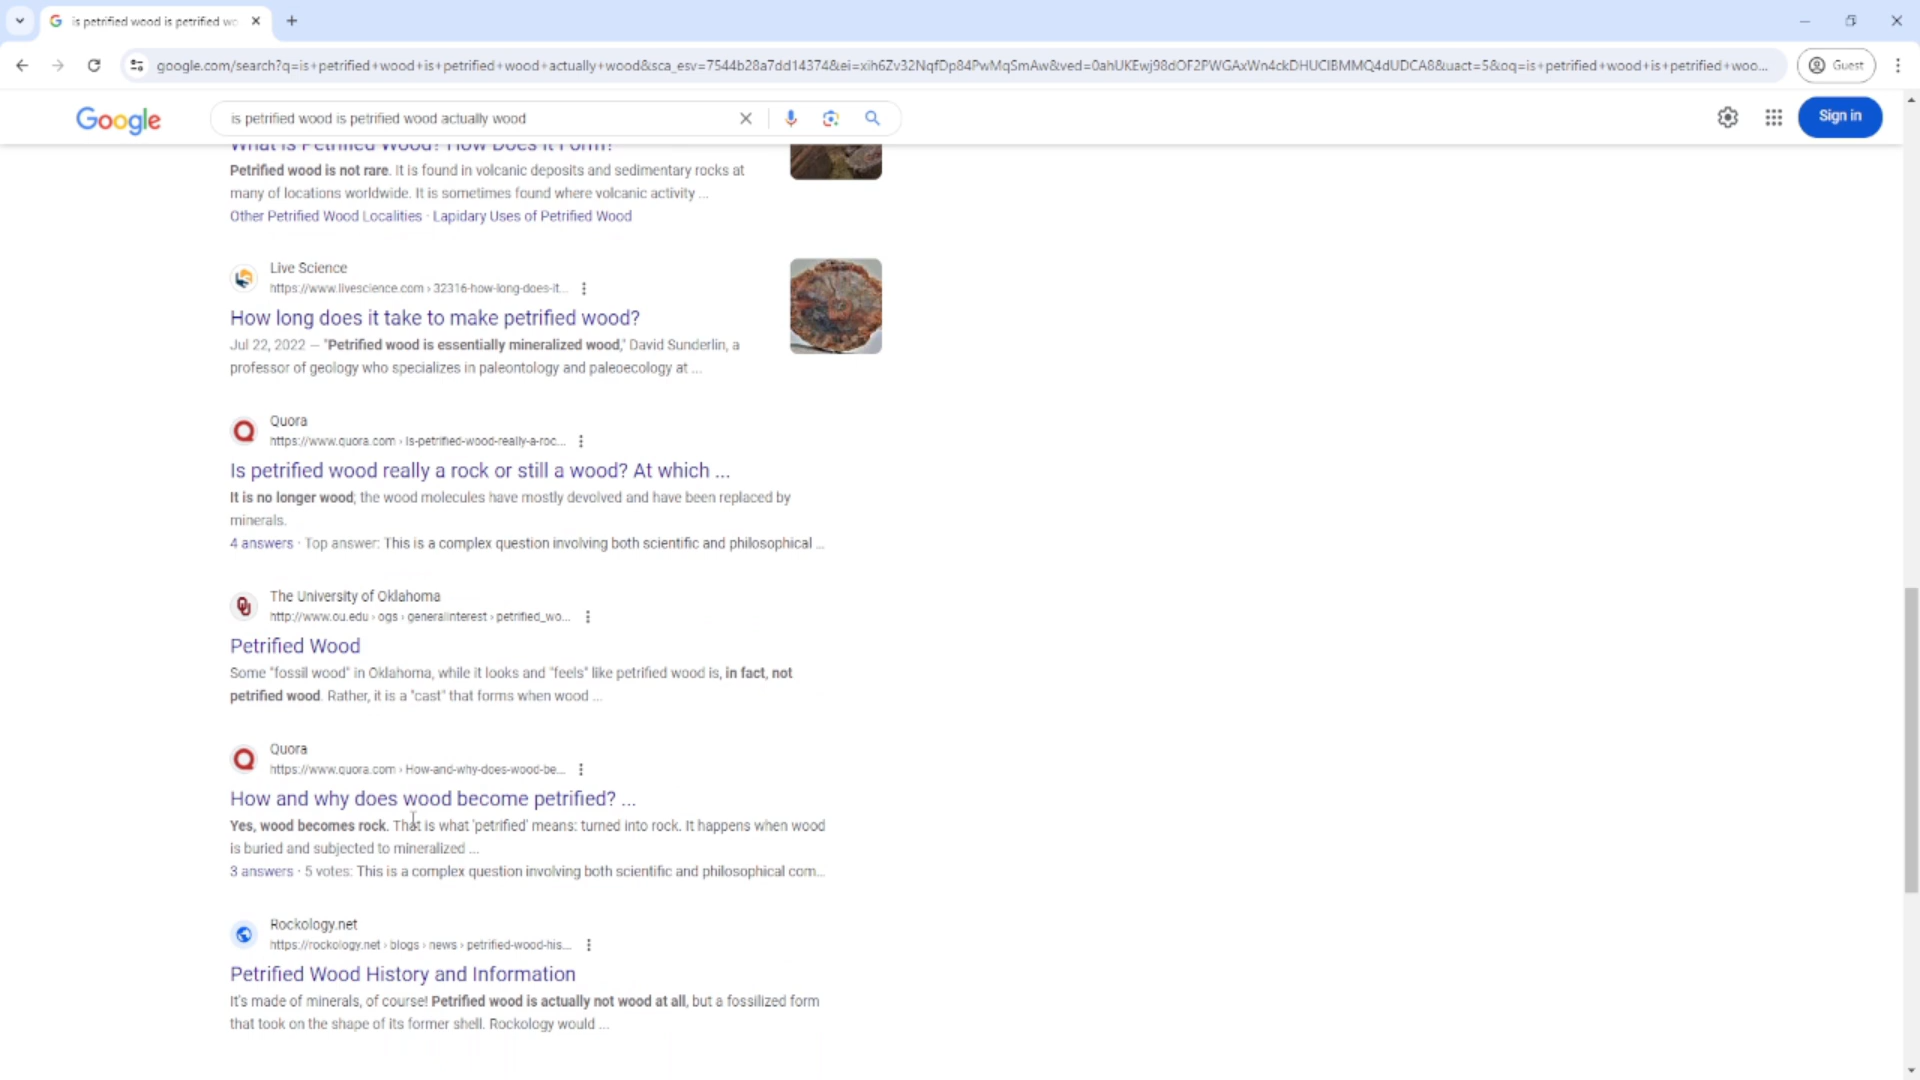 is petrified wood is petrified wo
google.com/search?q=is+petrified+wood+is+petrified+wood+actually+wood&sca_esv=7544b28a7dd14374&ei=xih6Zv32NqfDp84PwMqSmAw&ved=0ahUKEwj98dOF2PWGAxWn4ckDHUCIBMMQ4dUDCA8&uact=5&oq=is+petrified+wood+is+petrified+woo...
Guest
Google
is petrified wood is petrified wood actually wood
Sign in
What is Petrified Wood? How Does it Form?
Petrified wood is not rare. It is found in volcanic deposits and sedimentary rocks at
many of locations worldwide. It is sometimes found where volcanic activity ...
Other Petrified Wood Localities · Lapidary Uses of Petrified Wood
Live Science
https://www.livescience.com › 32316-how-long-does-it...
How long does it take to make petrified wood?
Jul 22, 2022 — "Petrified wood is essentially mineralized wood," David Sunderlin, a
professor of geology who specializes in paleontology and paleoecology at ...
Quora
https://www.quora.com › Is-petrified-wood-really-a-roc...
Is petrified wood really a rock or still a wood? At which ...
It is no longer wood; the wood molecules have mostly devolved and have been replaced by
minerals.
4 answers · Top answer: This is a complex question involving both scientific and philosophical ...
The University of Oklahoma
http://www.ou.edu › ogs › generalinterest › petrified_wo...
Petrified Wood
Some "fossil wood" in Oklahoma, while it looks and "feels" like petrified wood is, in fact, not
petrified wood. Rather, it is a "cast" that forms when wood ...
Quora
https://www.quora.com › How-and-why-does-wood-be...
How and why does wood become petrified? ...
Yes, wood becomes rock. That is what 'petrified' means: turned into rock. It happens when wood
is buried and subjected to mineralized ...
3 answers · 5 votes: This is a complex question involving both scientific and philosophical com...
Rockology.net
https://rockology.net › blogs › news › petrified-wood-his...
Petrified Wood History and Information
It's made of minerals, of course! Petrified wood is actually not wood at all, but a fossilized form
that took on the shape of its former shell. Rockology would ...